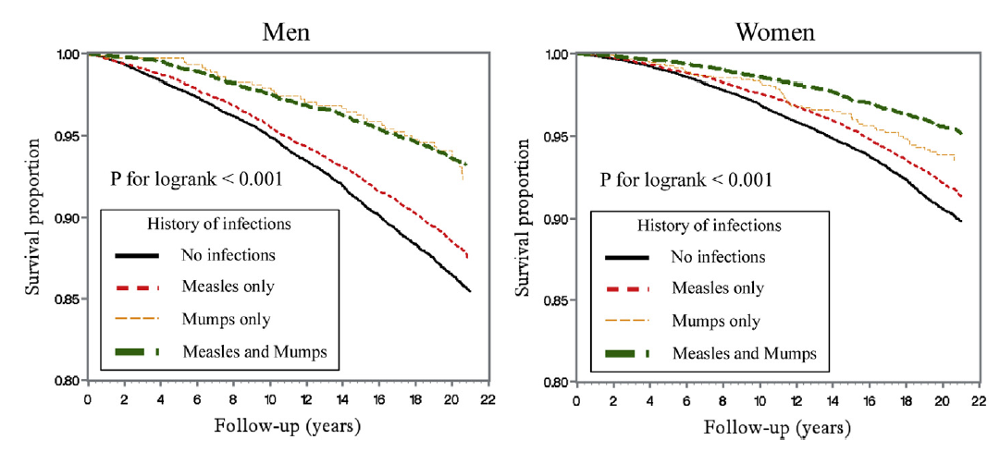 Men
Survival proportion
1.00
0.95
0.90
0.85
0.80
P for logrank < 0.001
History of infections
No infections
Measles only
Mumps only
Measles and Mumps
0 2 4 6 8 10 12 14 16 18 20 22
Follow-up (years)
Women
Survival proportion
1.00
0.95
0.90
0.85
0.80
P for logrank < 0.001
History of infections
No infections
Measles only
Mumps only
Measles and Mumps
0 2 4 6 8 10 12 14 16 18 20 22
Follow-up (years)